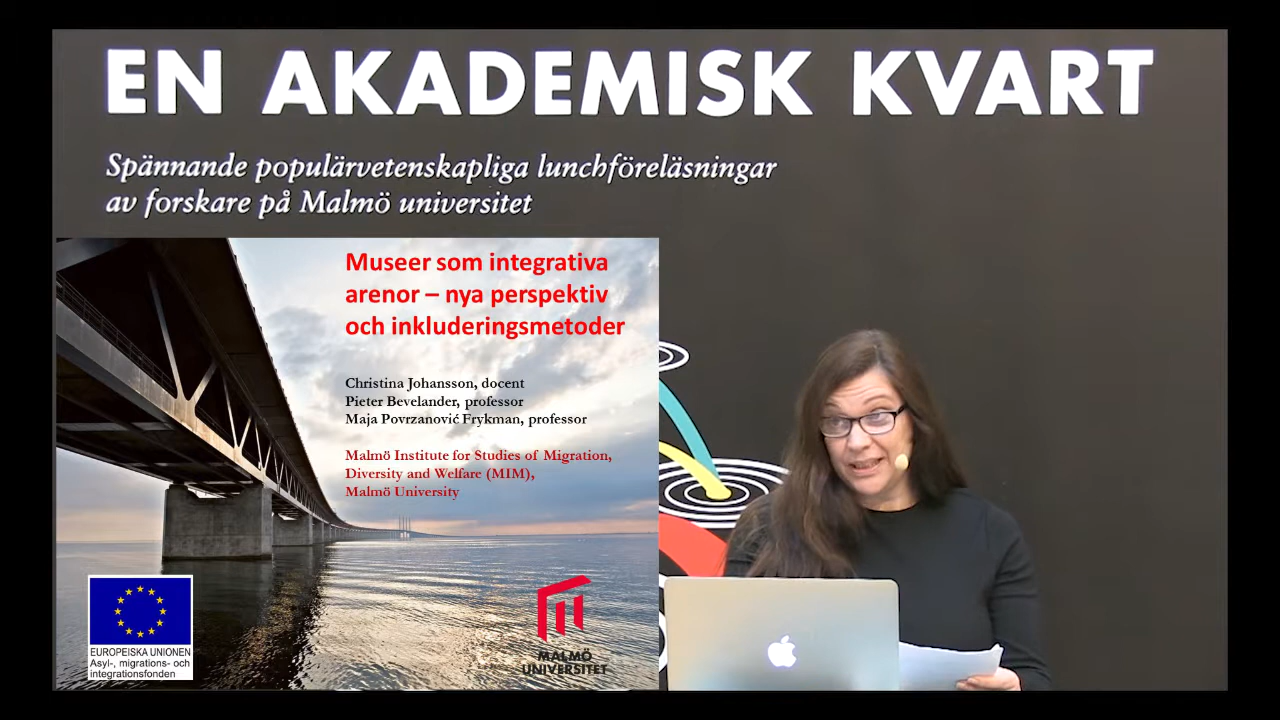 EN AKADEMISK KVART
Spännande populärvetenskapliga lunchföreläsningar
av forskare på Malmö universitet
Museer som integrativa
arenor – nya perspektiv
och inkluderingsmetoder
Christina Johansson, docent
Pieter Bevelander, professor
Maja Povrzanović Frykman, professor
Malmö Institute for Studies of Migration,
Diversity and Welfare (MIM),
Malmö University
EUROPEISKA UNIONEN
Asyl-, migrations- och
integrationsfonden
MALMÖ
UNIVERSITET